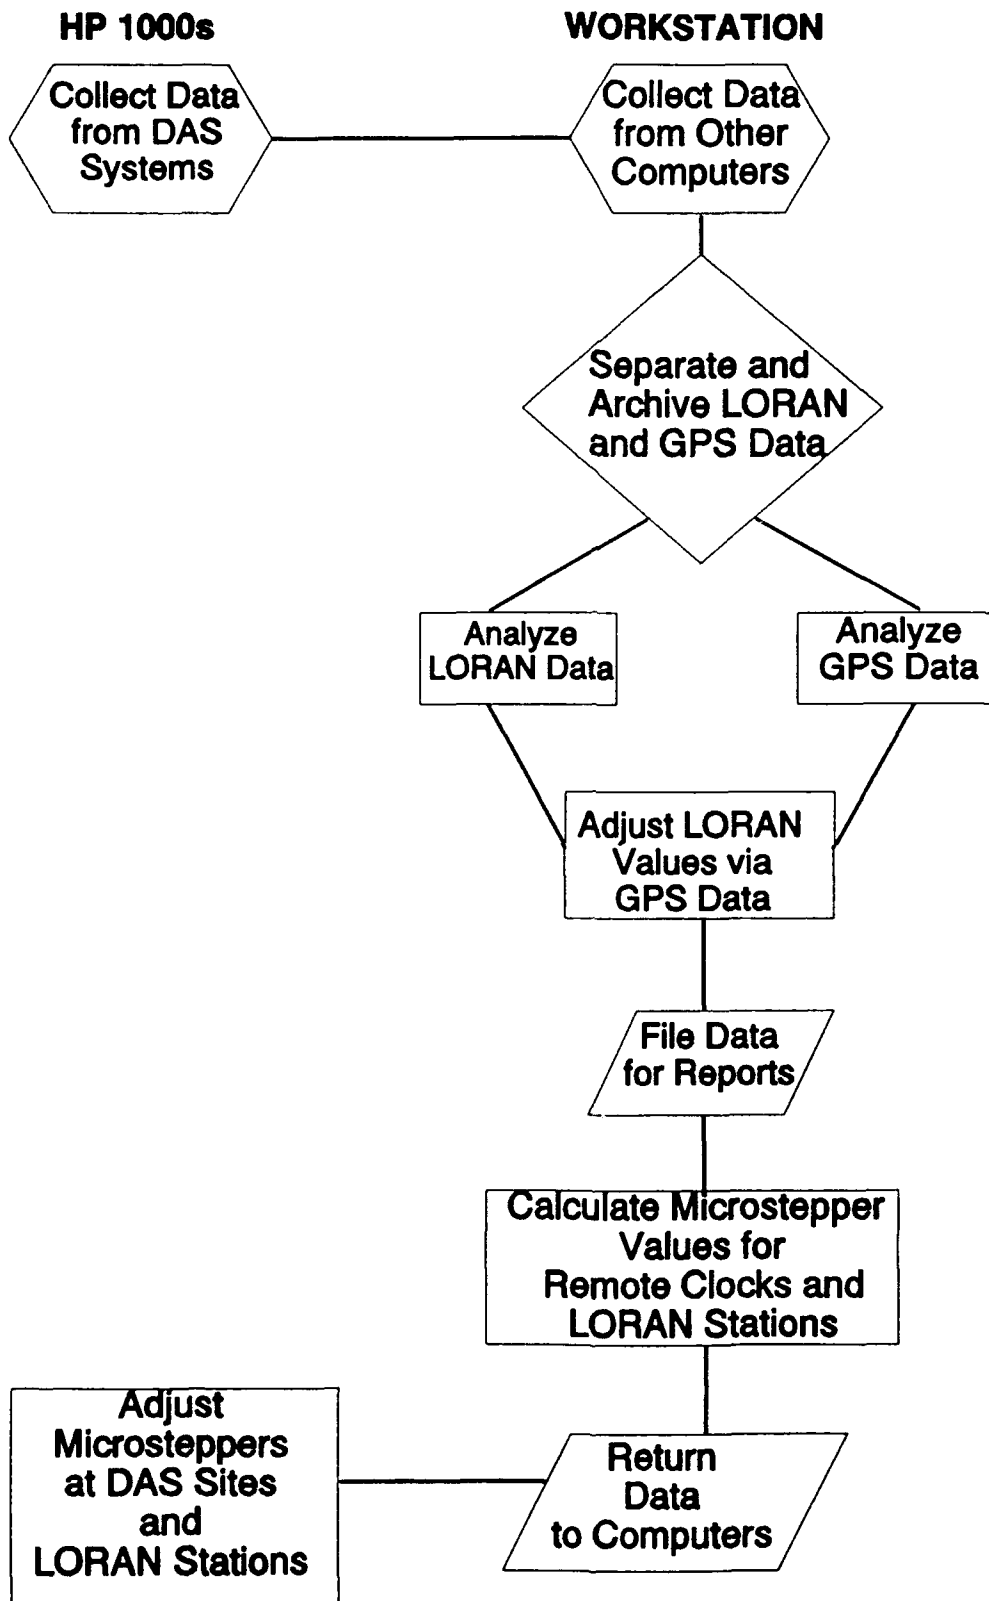 HP 1000s
WORKSTATION
Collect Data
from DAS
Systems
Collect Data
from Other
Computers
Separate and
Archive LORAN
and GPS Data
Analyze
LORAN Data
Analyze
GPS Data
Adjust LORAN
Values via
GPS Data
File Data
for Reports
Calculate Microstepper
Values for
Remote Clocks and
LORAN Stations
Adjust
Microsteppers
at DAS Sites
and
LORAN Stations
Return
Data
to Computers